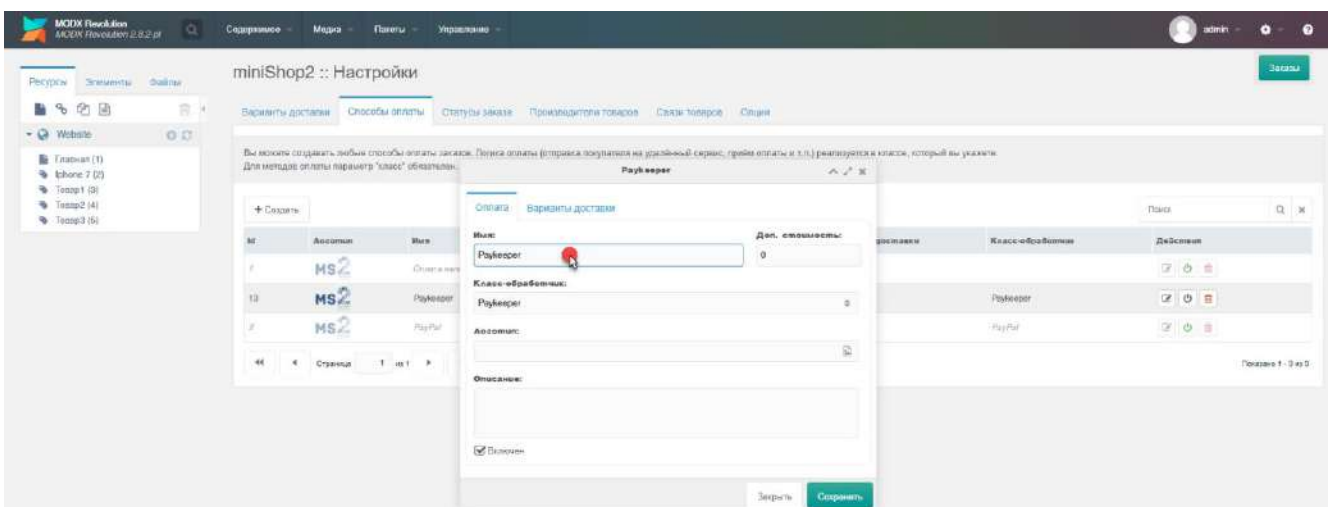 MODX Revolution
MODX Revolution 2.8.2-pl
Содержимое
Медиа
Пакеты
Управление
admin
Ресурсы
Элементы
Файлы
miniShop2 :: Настройки
Заказы
Варианты доставки
Способы оплаты
Статусы заказа
Производители товаров
Связи товаров
Опции
Website
Главная (1)
Iphone 7 (2)
Товар1 (3)
Товар2 (4)
Товар3 (5)
Вы можете создавать любые способы оплаты заказов. Логика оплаты (отправка покупателя на удалённый сервис, приём оплаты и т.п.) реализуется в классе, который вы укажете.
Для методов оплаты параметр "класс" обязателен.
Paykeeper
Оплата
Варианты доставки
+ Создать
Поиск
Имя:
Доп. стоимость:
Id
Логотип
Имя
доставки
Класс-обработчик
Действия
Paykeeper
0
MS2
Класс-обработчик:
13
MS2
Paykeeper
Paykeeper
Paykeeper
MS2
PayPal
PayPal
Логотип:
Страница
1
из 1
Показано 1 - 3 из 3
Описание:
Включен
Закрыть
Сохранить